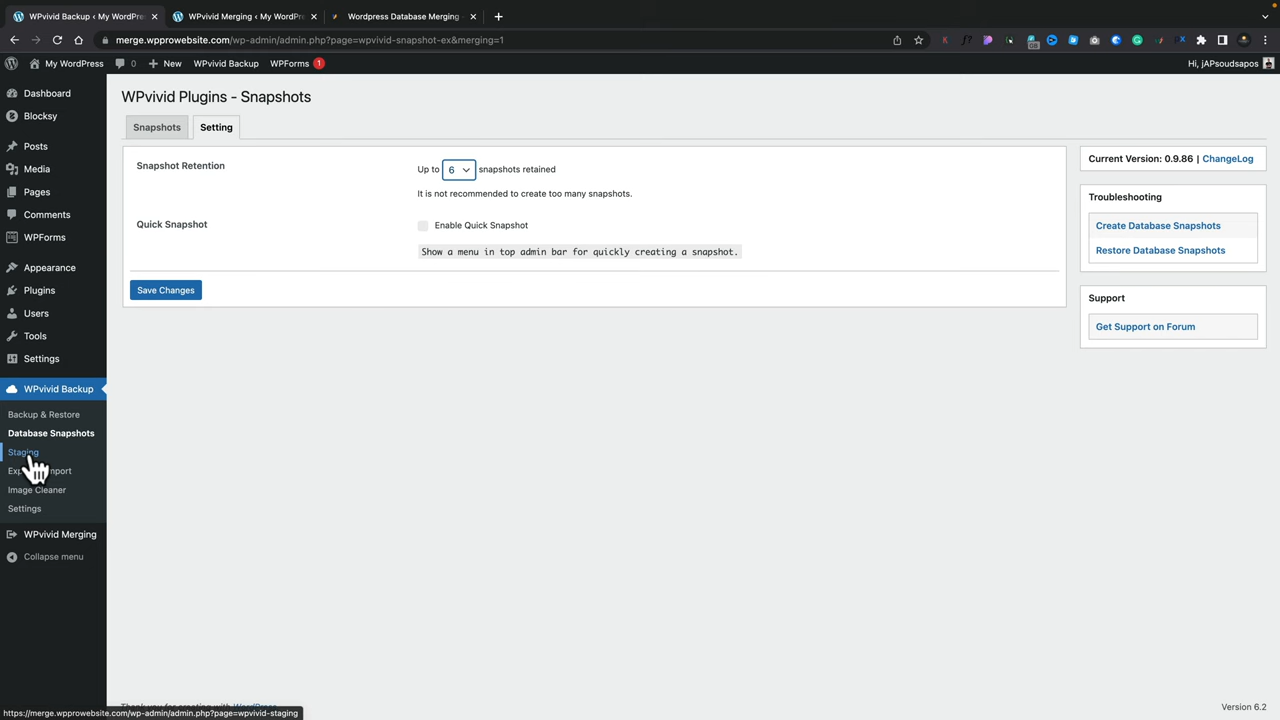 WPvivid Backup ‹ My WordPre
WPvivid Merging ‹ My WordPr
Wordpress Database Merging -
merge.wpprowebsite.com/wp-admin/admin.php?page=wpvivid-snapshot-ex&merging=1
My WordPress
0
New
WPvivid Backup
WPForms
1
Hi, jAPsoudsapos
Dashboard
Blocksy
Posts
Media
Pages
Comments
WPForms
Appearance
Plugins
Users
Tools
Settings
WPvivid Backup
Backup & Restore
Database Snapshots
Staging
Exp port
Image Cleaner
Settings
WPvivid Merging
Collapse menu
WPvivid Plugins - Snapshots
Snapshots
Setting
Snapshot Retention
Up to 6 snapshots retained
It is not recommended to create too many snapshots.
Quick Snapshot
Enable Quick Snapshot
Show a menu in top admin bar for quickly creating a snapshot.
Save Changes
Current Version: 0.9.86 | ChangeLog
Troubleshooting
Create Database Snapshots
Restore Database Snapshots
Support
Get Support on Forum
https://merge.wpprowebsite.com/wp-admin/admin.php?page=wpvivid-staging
Version 6.2